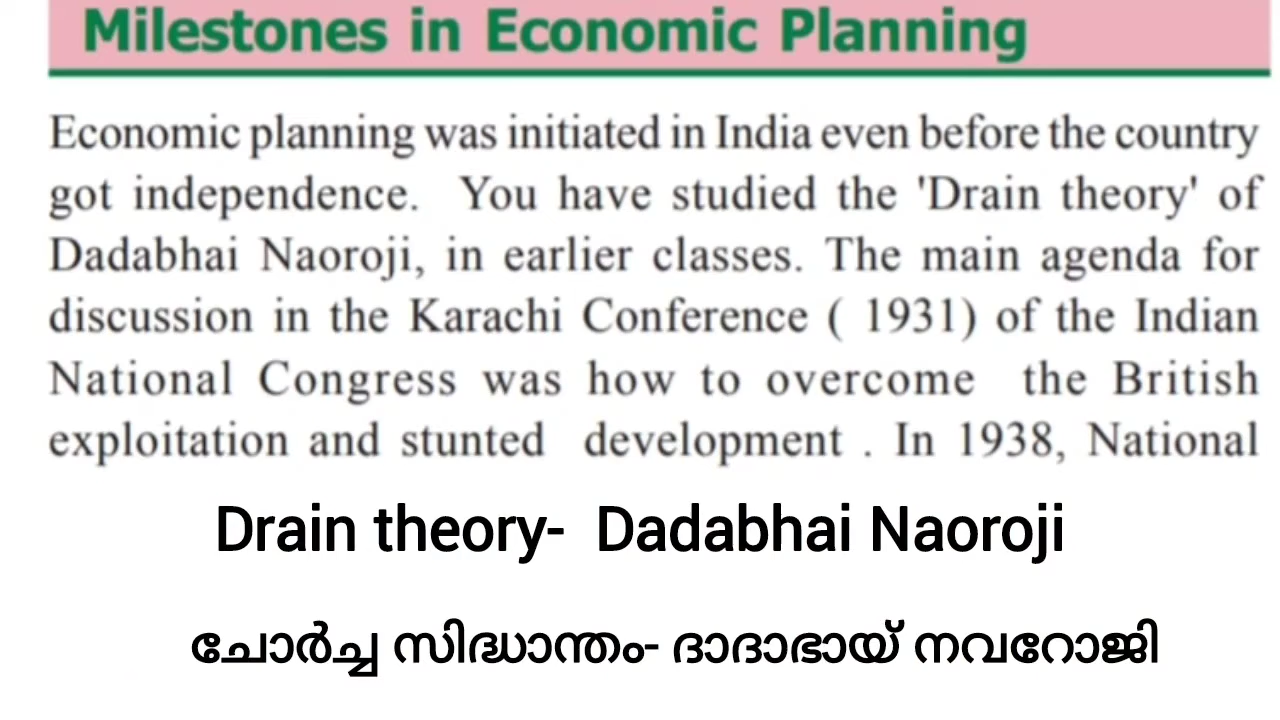 Milestones in Economic Planning
Economic planning was initiated in India even before the country
got independence. You have studied the 'Drain theory' of
Dadabhai Naoroji, in earlier classes. The main agenda for
discussion in the Karachi Conference ( 1931) of the Indian
National Congress was how to overcome the British
exploitation and stunted development . In 1938, National
Drain theory- Dadabhai Naoroji
ചോർച്ച സിദ്ധാന്തം- ദാദാഭായ് നവറോജി